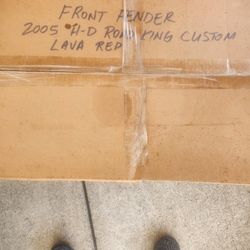 FRONT FENDER
2005 H-D ROAD KING CUSTOM
LAVA RED